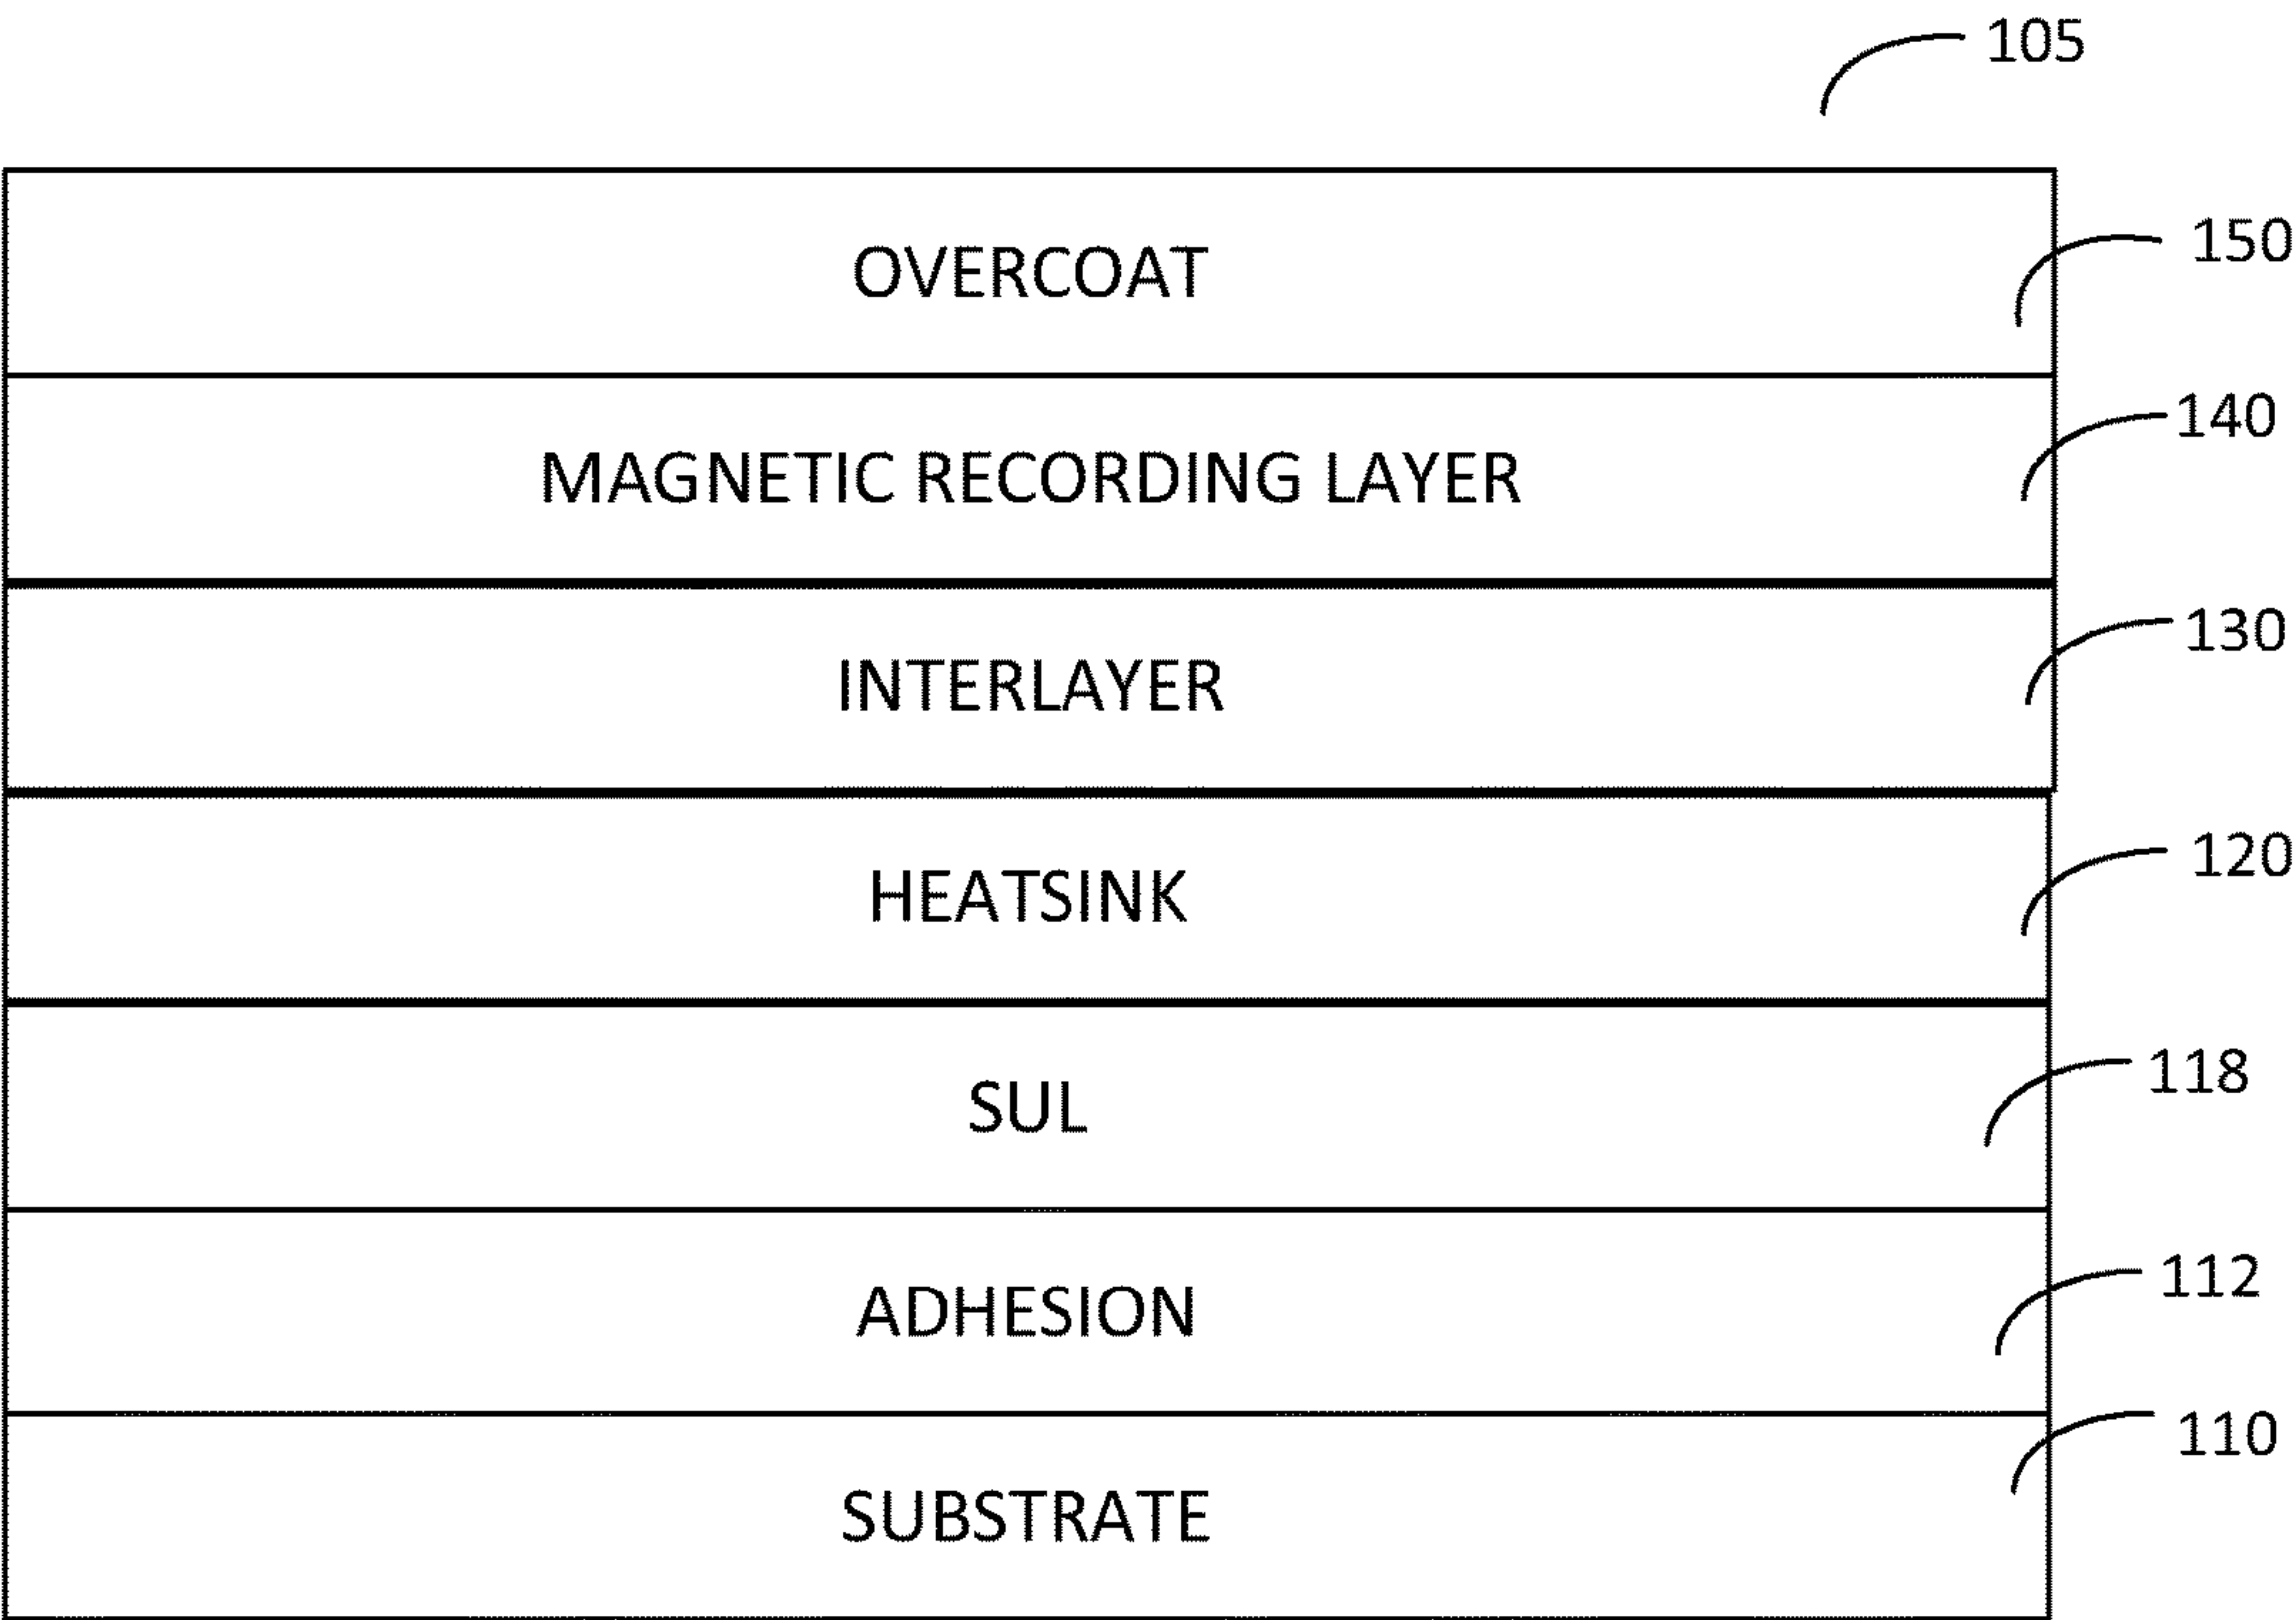 105
OVERCOAT 150
MAGNETIC RECORDING LAYER 140
INTERLAYER 130
HEATSINK 120
SUL 118
ADHESION 112
SUBSTRATE 110